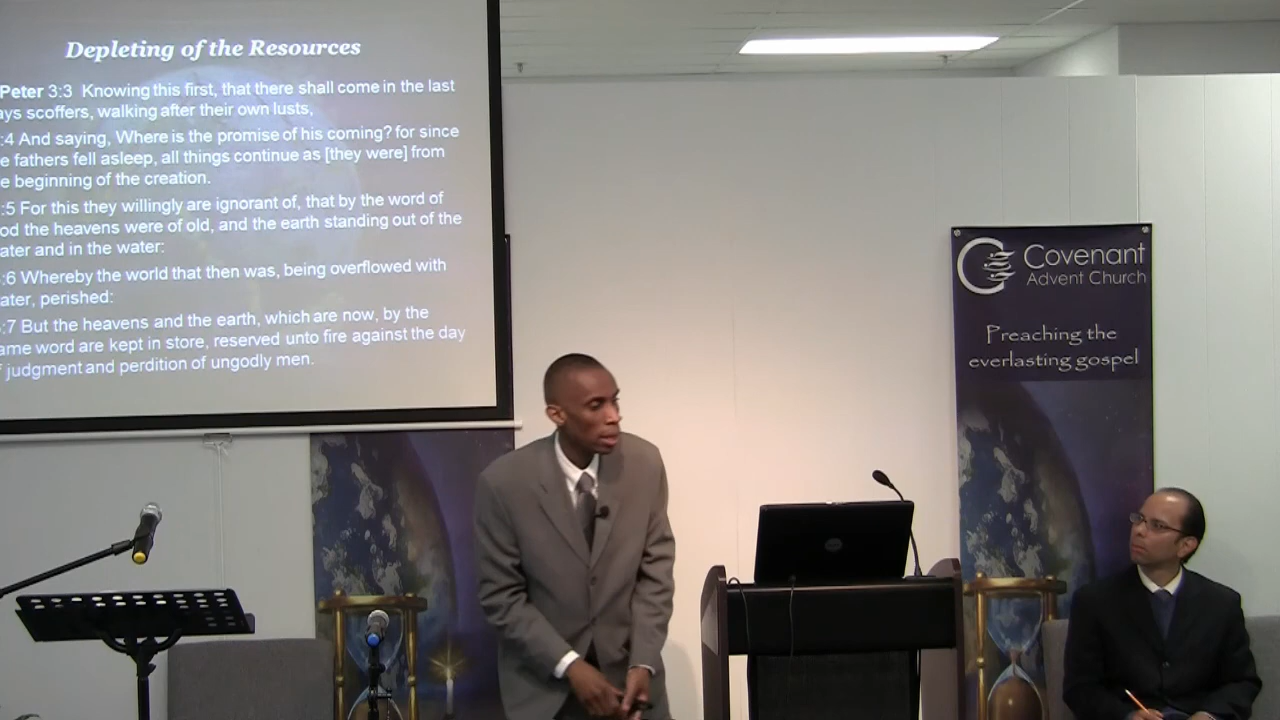 Depleting of the Resources
Peter 3:3 Knowing this first, that there shall come in the last
ays scoffers, walking after their own lusts,
:4 And saying, Where is the promise of his coming? for since
e fathers fell asleep, all things continue as [they were] from
e beginning of the creation.
:5 For this they willingly are ignorant of, that by the word of
od the heavens were of old, and the earth standing out of the
ater and in the water:
:6 Whereby the world that then was, being overflowed with
ater, perished:
:7 But the heavens and the earth, which are now, by the
ame word are kept in store, reserved unto fire against the day
f judgment and perdition of ungodly men.
Covenant
Advent Church
Preaching the
everlasting gospel